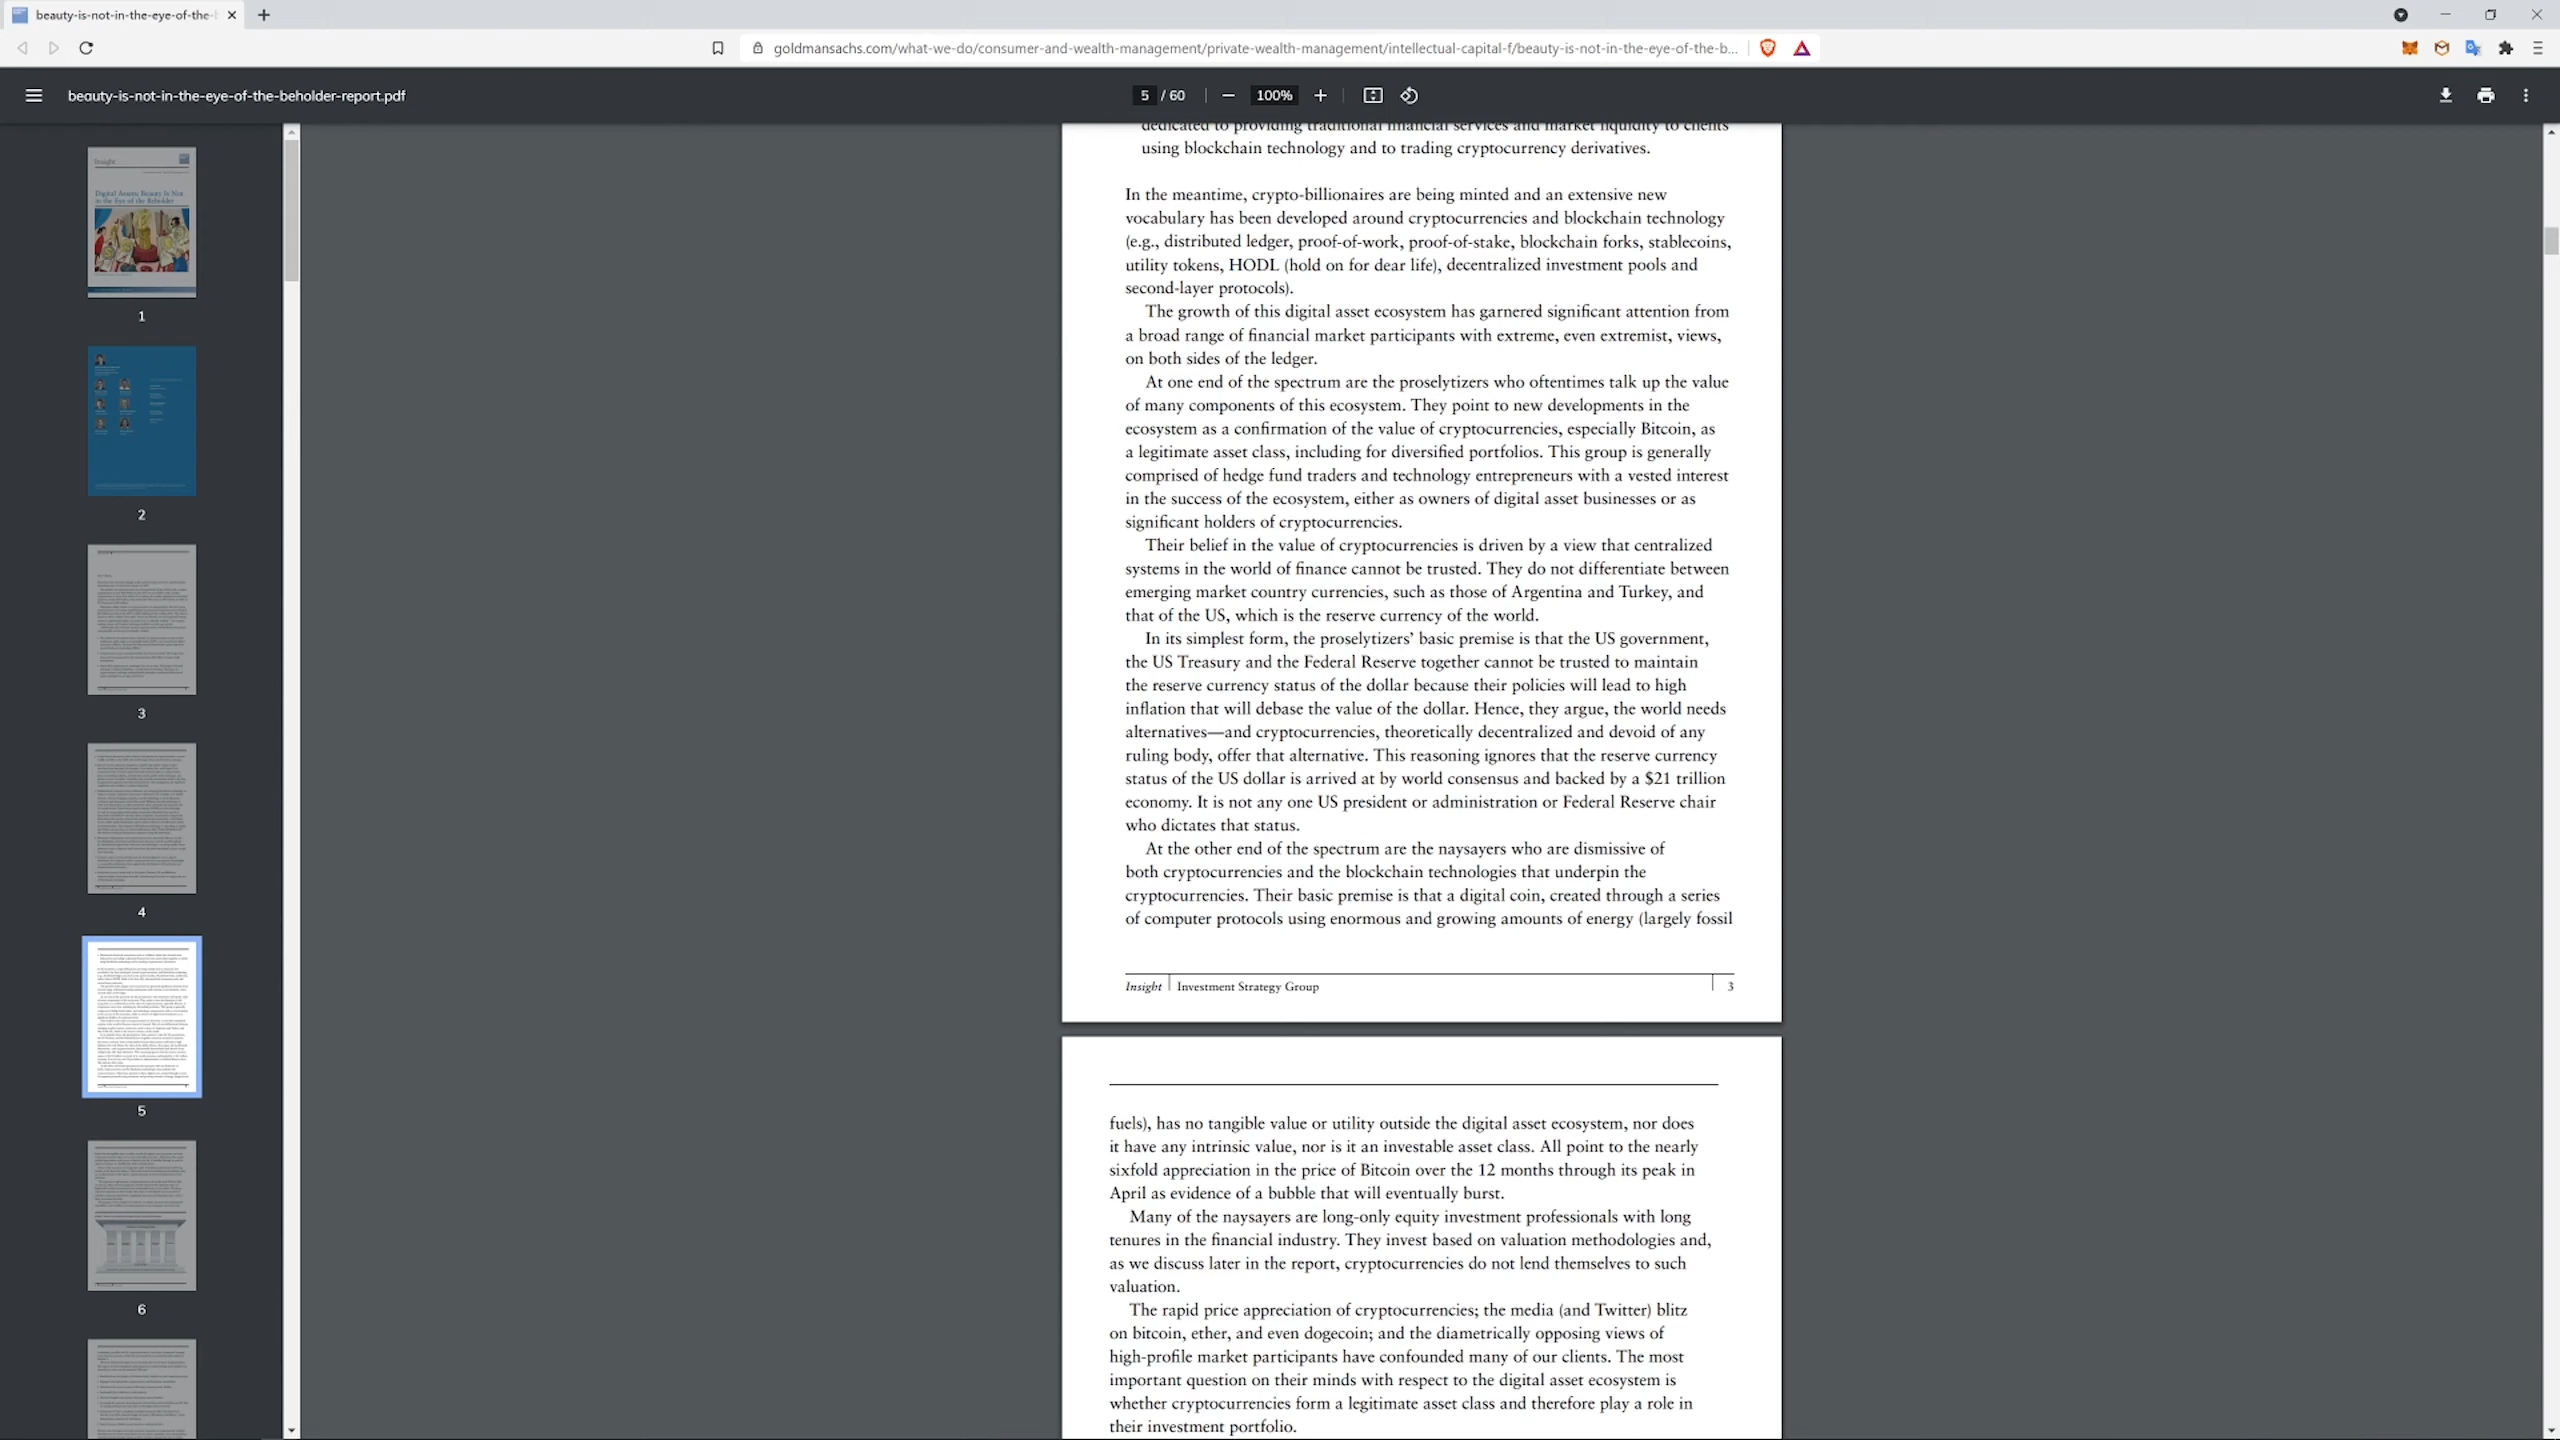 beauty-is-not-in-the-eye-of-the-
goldmansachs.com/what-we-do/consumer-and-wealth-management/private-wealth-management/intellectual-capital-f/beauty-is-not-in-the-eye-of-the-b...
beauty-is-not-in-the-eye-of-the-beholder-report.pdf
5 / 60
100%
Insight
Digital Assets: Beauty Is Not
in the Eye of the Beholder
1
2
3
4
5
6
dedicated to providing traditional financial services and market liquidity to clients
using blockchain technology and to trading cryptocurrency derivatives.
In the meantime, crypto-billionaires are being minted and an extensive new
vocabulary has been developed around cryptocurrencies and blockchain technology
(e.g., distributed ledger, proof-of-work, proof-of-stake, blockchain forks, stablecoins,
utility tokens, HODL (hold on for dear life), decentralized investment pools and
second-layer protocols).
The growth of this digital asset ecosystem has garnered significant attention from
a broad range of financial market participants with extreme, even extremist, views,
on both sides of the ledger.
At one end of the spectrum are the proselytizers who oftentimes talk up the value
of many components of this ecosystem. They point to new developments in the
ecosystem as a confirmation of the value of cryptocurrencies, especially Bitcoin, as
a legitimate asset class, including for diversified portfolios. This group is generally
comprised of hedge fund traders and technology entrepreneurs with a vested interest
in the success of the ecosystem, either as owners of digital asset businesses or as
significant holders of cryptocurrencies.
Their belief in the value of cryptocurrencies is driven by a view that centralized
systems in the world of finance cannot be trusted. They do not differentiate between
emerging market country currencies, such as those of Argentina and Turkey, and
that of the US, which is the reserve currency of the world.
In its simplest form, the proselytizers' basic premise is that the US government,
the US Treasury and the Federal Reserve together cannot be trusted to maintain
the reserve currency status of the dollar because their policies will lead to high
inflation that will debase the value of the dollar. Hence, they argue, the world needs
alternatives—and cryptocurrencies, theoretically decentralized and devoid of any
ruling body, offer that alternative. This reasoning ignores that the reserve currency
status of the US dollar is arrived at by world consensus and backed by a $21 trillion
economy. It is not any one US president or administration or Federal Reserve chair
who dictates that status.
At the other end of the spectrum are the naysayers who are dismissive of
both cryptocurrencies and the blockchain technologies that underpin the
cryptocurrencies. Their basic premise is that a digital coin, created through a series
of computer protocols using enormous and growing amounts of energy (largely fossil
Insight Investment Strategy Group 3
fuels), has no tangible value or utility outside the digital asset ecosystem, nor does
it have any intrinsic value, nor is it an investable asset class. All point to the nearly
sixfold appreciation in the price of Bitcoin over the 12 months through its peak in
April as evidence of a bubble that will eventually burst.
Many of the naysayers are long-only equity investment professionals with long
tenures in the financial industry. They invest based on valuation methodologies and,
as we discuss later in the report, cryptocurrencies do not lend themselves to such
valuation.
The rapid price appreciation of cryptocurrencies; the media (and Twitter) blitz
on bitcoin, ether, and even dogecoin; and the diametrically opposing views of
high-profile market participants have confounded many of our clients. The most
important question on their minds with respect to the digital asset ecosystem is
whether cryptocurrencies form a legitimate asset class and therefore play a role in
their investment portfolio.